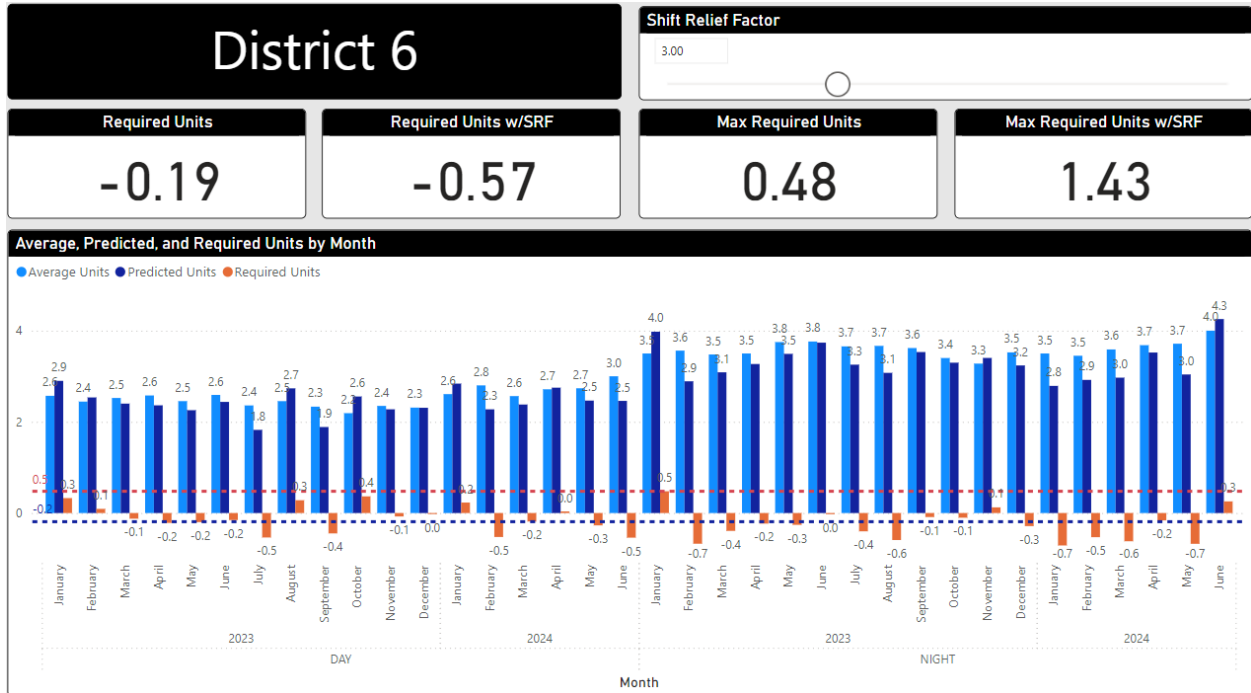 District 6
Shift Relief Factor
3.00
Required Units
-0.19
Required Units w/SRF
-0.57
Max Required Units
0.48
Max Required Units w/SRF
1.43
Average, Predicted, and Required Units by Month
Average Units Predicted Units Required Units
4
2
0
0.5
-0.2
2.6 2.9 2.4 2.5 2.6 2.5 2.6 2.4 1.8 2.5 2.7 2.3 1.9 2.2 2.6 2.4 2.3 2.6 2.8 2.3 2.6 2.7 2.7 2.5 3.0 2.5 3.5 4.0 3.6 2.9 3.5 3.1 3.5 3.8 3.5 3.8 3.7 3.3 3.7 3.1 3.6 3.4 3.3 3.5 3.2 3.5 2.8 3.5 2.9 3.6 3.0 3.7 3.7 3.0 4.0 4.3
0.3 0.1 -0.1 -0.2 -0.2 -0.2 -0.5 0.3 -0.4 0.4 -0.1 0.0 0.2 -0.5 -0.2 0.0 -0.3 -0.5 0.5 -0.7 -0.4 -0.2 -0.3 0.0 -0.4 -0.6 -0.1 -0.1 0.1 -0.3 -0.7 -0.5 -0.6 -0.2 -0.7 0.3
January February March April May June July August September October November December January February March April May June January February March April May June July August September October November December January February March April May June
2023 2024 2023 2024
DAY NIGHT
Month